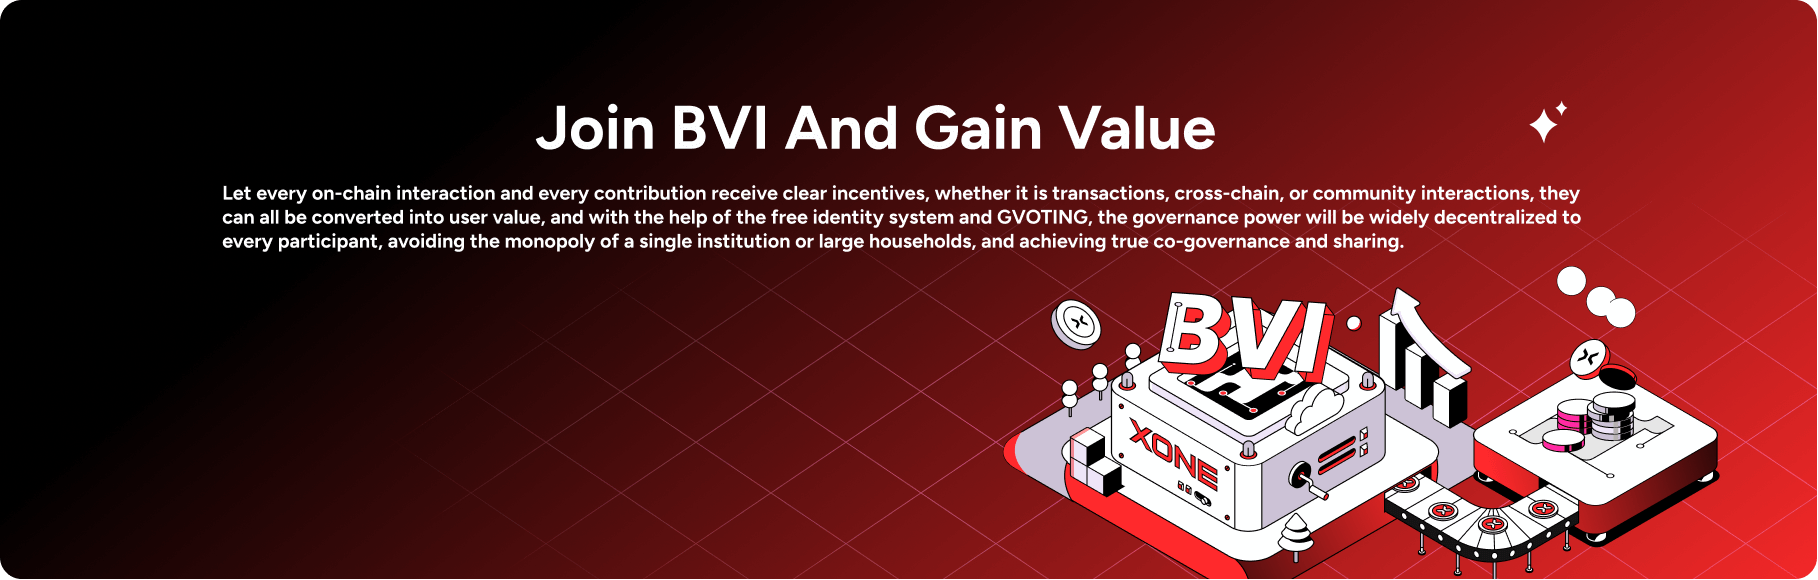 Join BVI And Gain Value
Let every on-chain interaction and every contribution receive clear incentives, whether it is transactions, cross-chain, or community interactions, they
can all be converted into user value, and with the help of the free identity system and GVOTING, the governance power will be widely decentralized to
every participant, avoiding the monopoly of a single institution or large households, and achieving true co-governance and sharing.
BVI
XONE